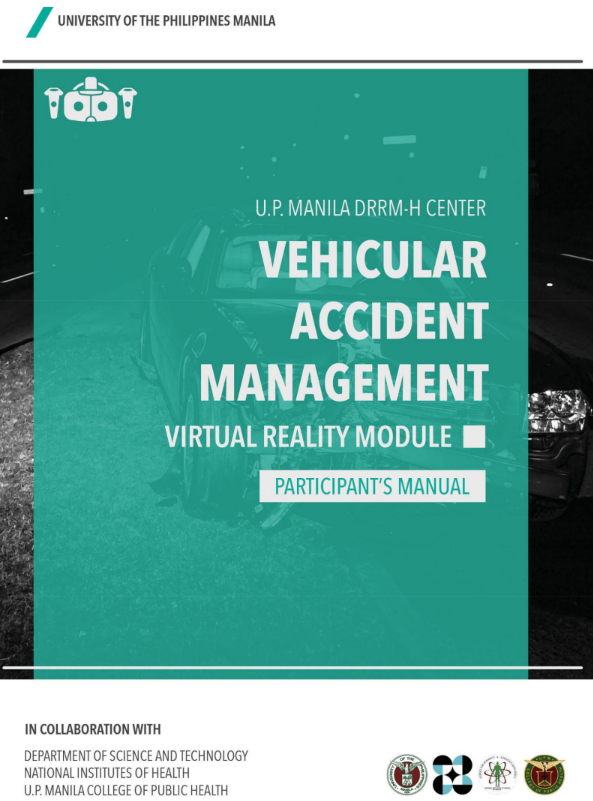 UNIVERSITY OF THE PHILIPPINES MANILA
U.P. MANILA DRRM-H CENTER
VEHICULAR
ACCIDENT
MANAGEMENT
VIRTUAL REALITY MODULE
PARTICIPANT'S MANUAL
IN COLLABORATION WITH
DEPARTMENT OF SCIENCE AND TECHNOLOGY
NATIONAL INSTITUTES OF HEALTH
U.P. MANILA COLLEGE OF PUBLIC HEALTH